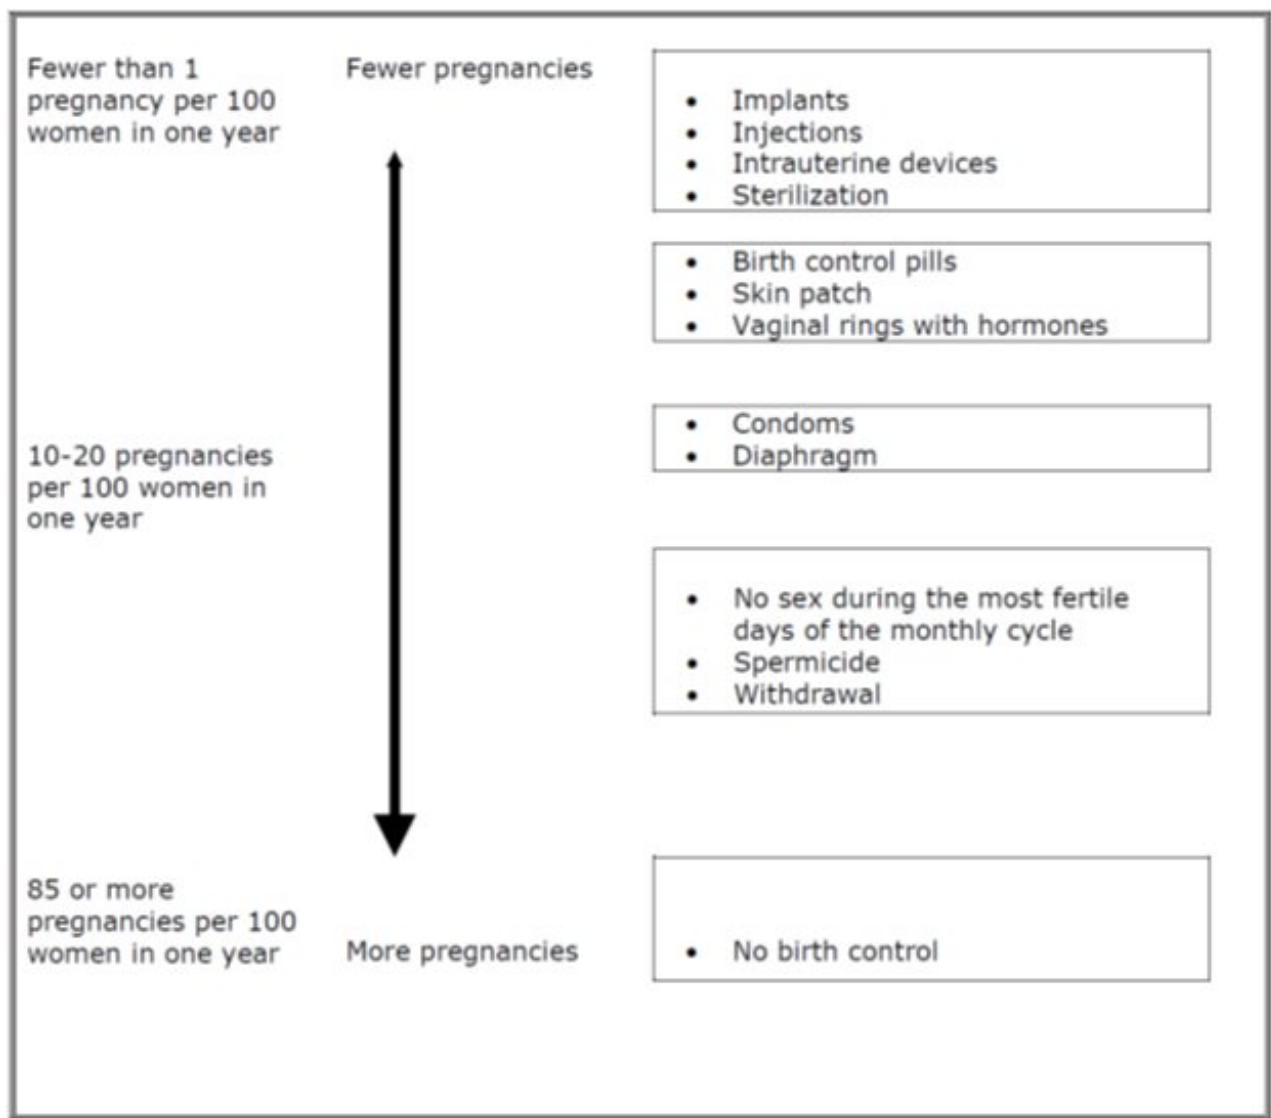 Fewer than 1
pregnancy per 100
women in one year
Fewer pregnancies
• Implants
• Injections
• Intrauterine devices
• Sterilization
• Birth control pills
• Skin patch
• Vaginal rings with hormones
10-20 pregnancies
per 100 women in
one year
• Condoms
• Diaphragm
• No sex during the most fertile
days of the monthly cycle
• Spermicide
• Withdrawal
85 or more
pregnancies per 100
women in one year
More pregnancies
• No birth control